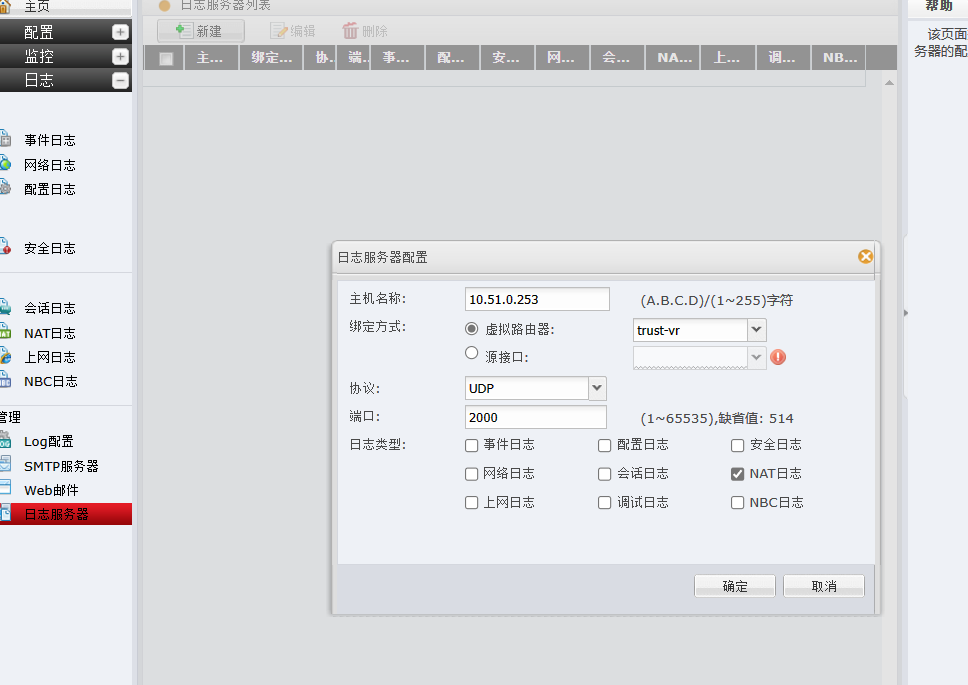 主页
配置
监控
日志
事件日志
网络日志
配置日志
安全日志
会话日志
NAT日志
上网日志
NBC日志
管理
Log配置
SMTP服务器
Web邮件
日志服务器
日志服务器列表
新建 编辑 删除
主... 绑定... 协.. 端.. 事... 配... 安... 网... 会... NA... 上... 调... NB...
日志服务器配置
主机名称: 10.51.0.253 (A.B.C.D)/(1~255)字符
绑定方式: 虚拟路由器: trust-vr
源接口:
协议: UDP
端口: 2000 (1~65535),缺省值: 514
日志类型: 事件日志 配置日志 安全日志
网络日志 会话日志 NAT日志
上网日志 调试日志 NBC日志
确定 取消
帮助
该页面
务器的配